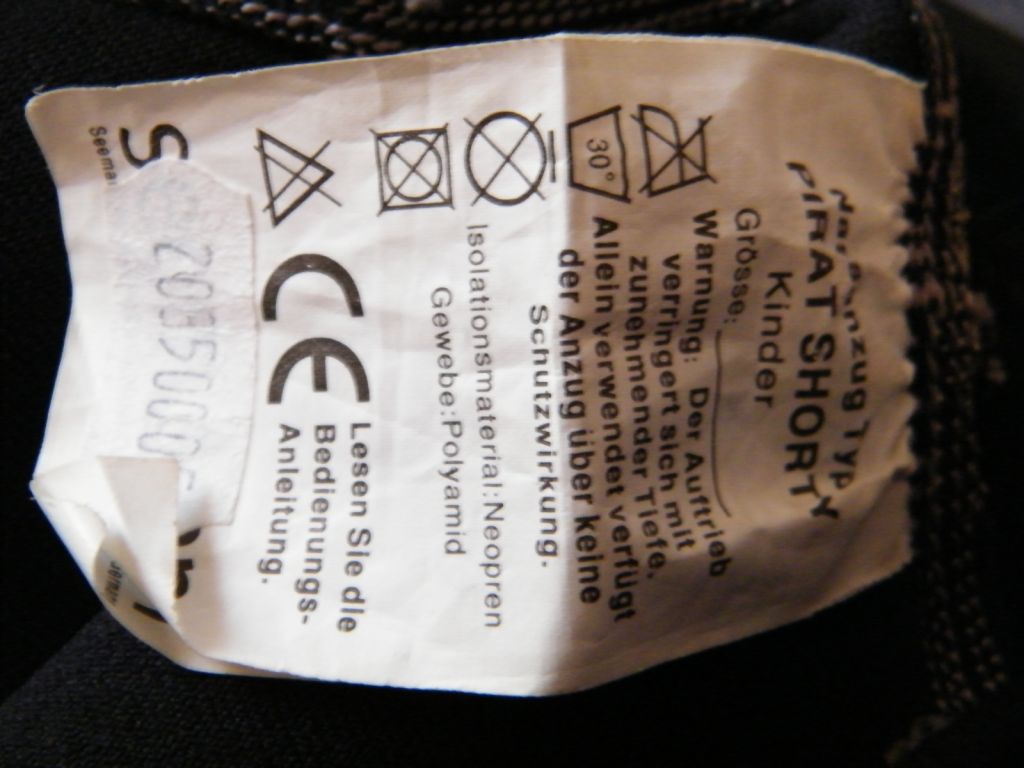 PIRAT SHORTY
Kinder
Grösse:
Warnung: Der Auftrieb
verringert sich mit
zunehmender Tiefe.
Allein verwendet verfügt
der Anzug über keine
Schutzwirkung.
30°
Isolationsmaterial:Neopren
Gewebe:Polyamid
CE
Lesen Sie die
Bedienungs-
Anleitung.